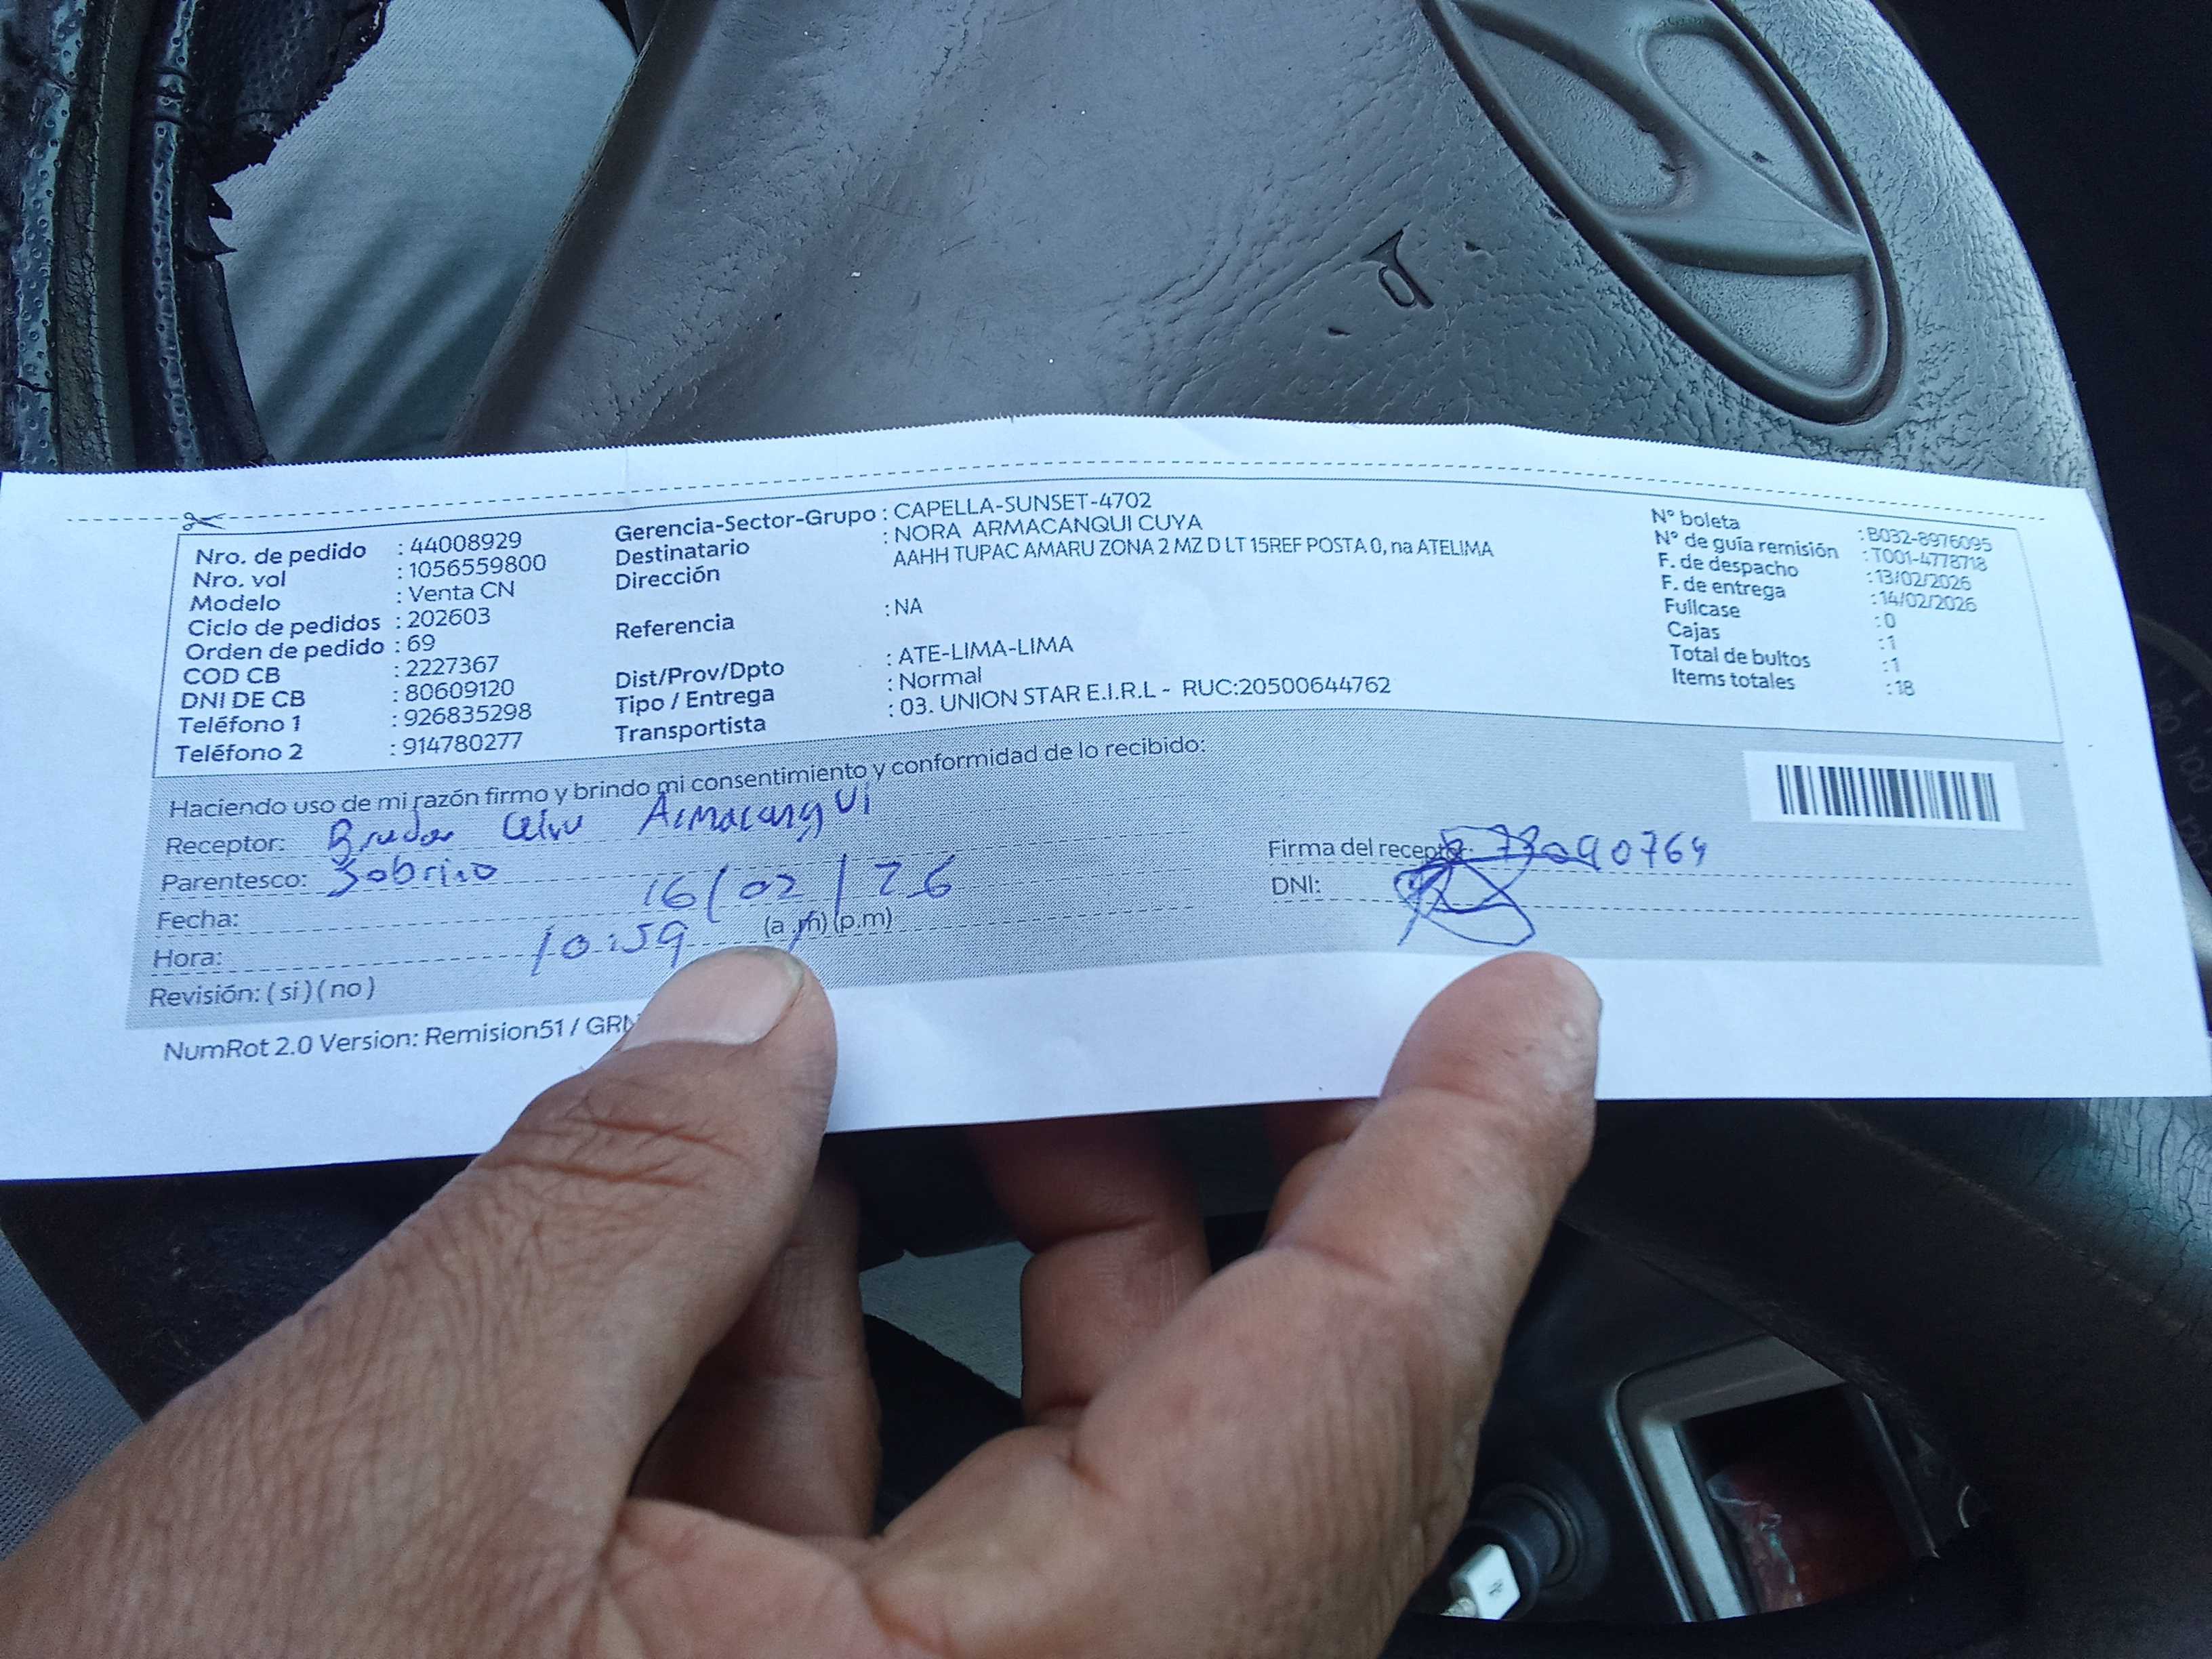 Nro. de pedido : 44008929
Nro. vol : 1056559800
Modelo : Venta CN
Ciclo de pedidos : 202603
Orden de pedido : 69
COD CB : 2227367
DNI DE CB : 80609120
Teléfono 1 : 926835298
Teléfono 2 : 914780277
Gerencia-Sector-Grupo : CAPELLA-SUNSET-4702
Destinatario : NORA ARMACANQUI CUYA
Dirección AAHH TUPAC AMARU ZONA 2 MZ D LT 15REF POSTA 0, na ATELIMA
Referencia : NA
Dist/Prov/Dpto : ATE-LIMA-LIMA
Tipo / Entrega : Normal
Transportista : 03. UNION STAR E.I.R.L - RUC:20500644762
N° boleta : B032-8976095
N° de guía remisión : T001-4778718
F. de despacho : 13/02/2026
F. de entrega : 14/02/2026
Fullcase : 0
Cajas : 1
Total de bultos : 1
Items totales : 18
Haciendo uso de mi razón firmo y brindo mi consentimiento y conformidad de lo recibido:
Receptor: Armacanqui
Parentesco: Sobrino
Fecha: 16/02/26
Hora: 10:59 (a.m) (p.m)
Revisión: ( si ) ( no )
Firma del receptor:
DNI:
NumRot 2.0 Version: Remision51 /